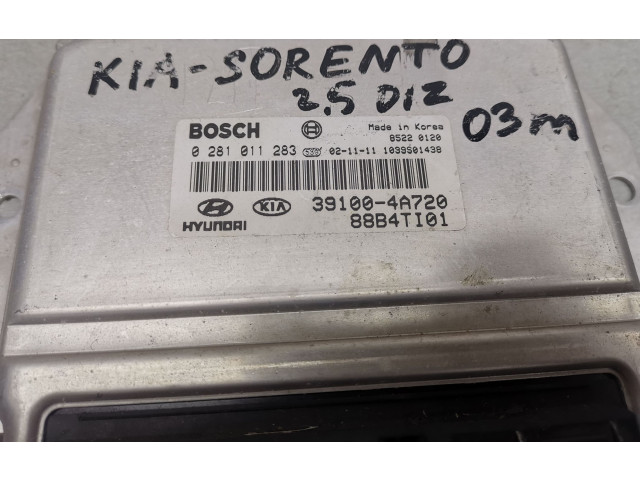 KIA-SORENTO
2.5 DIZ
03m
BOSCH
Made in Korea
8522 0120
0 281 011 283 02-11-11 1039S01438
HYUNDAI KIA 39100-4A720
88B4TI01